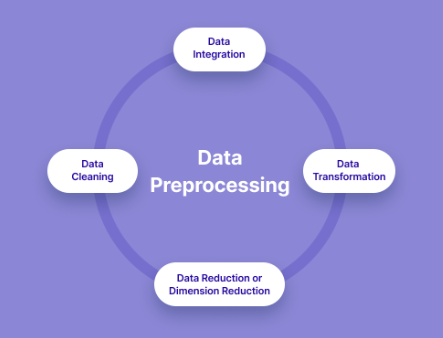 Data
Integration
Data
Cleaning
Data
Preprocessing
Data
Transformation
Data Reduction or
Dimension Reduction